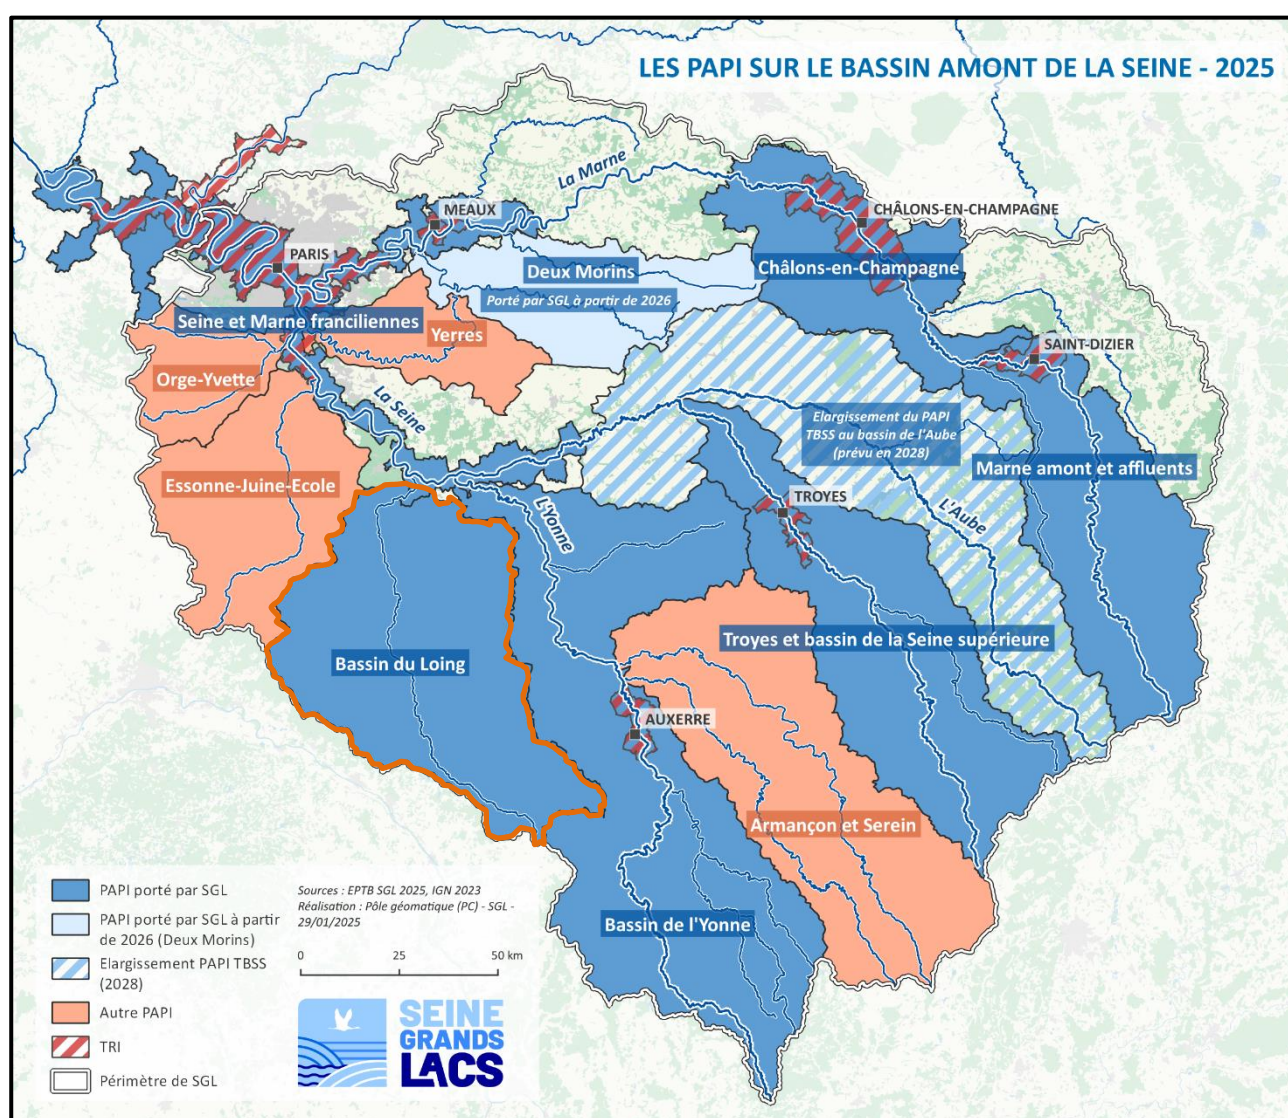 LES PAPI SUR LE BASSIN AMONT DE LA SEINE - 2025
La Marne
MEAUX
CHÂLONS-EN-CHAMPAGNE
PARIS
Deux Morins
Porté par SGL à partir de 2026
Châlons-en-Champagne
Seine et Marne franciliennes
Yerres
SAINT-DIZIER
Orge-Yvette
La Seine
Elargissement du PAPI
TBSS au bassin de l'Aube
(prévu en 2028)
Marne amont et affluents
Essonne-Juine-Ecole
TROYES
L'Yonne
L'Aube
Troyes et bassin de la Seine supérieure
Bassin du Loing
AUXERRE
Armançon et Serein
Bassin de l'Yonne
PAPI porté par SGL
PAPI porté par SGL à partir
de 2026 (Deux Morins)
Elargissement PAPI TBSS
(2028)
Autre PAPI
TRI
Périmètre de SGL
Sources : EPTB SGL 2025, IGN 2023
Réalisation : Pôle géomatique (PC) - SGL -
29/01/2025
0 25 50 km
SEINE
GRANDS
LACS